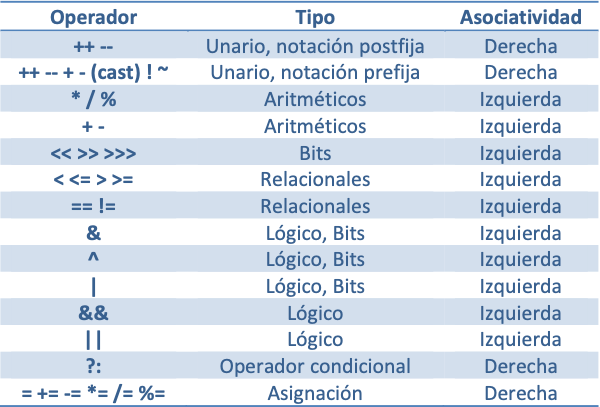 Operador Tipo Asociatividad
++ -- Unario, notación postfija Derecha
++ -- + - (cast) ! ~ Unario, notación prefija Derecha
* / % Aritméticos Izquierda
+ - Aritméticos Izquierda
<< >> >>> Bits Izquierda
< <= > >= Relacionales Izquierda
== != Relacionales Izquierda
& Lógico, Bits Izquierda
^ Lógico, Bits Izquierda
| Lógico, Bits Izquierda
&& Lógico Izquierda
|| Lógico Izquierda
?: Operador condicional Derecha
= += -= *= /= %= Asignación Derecha